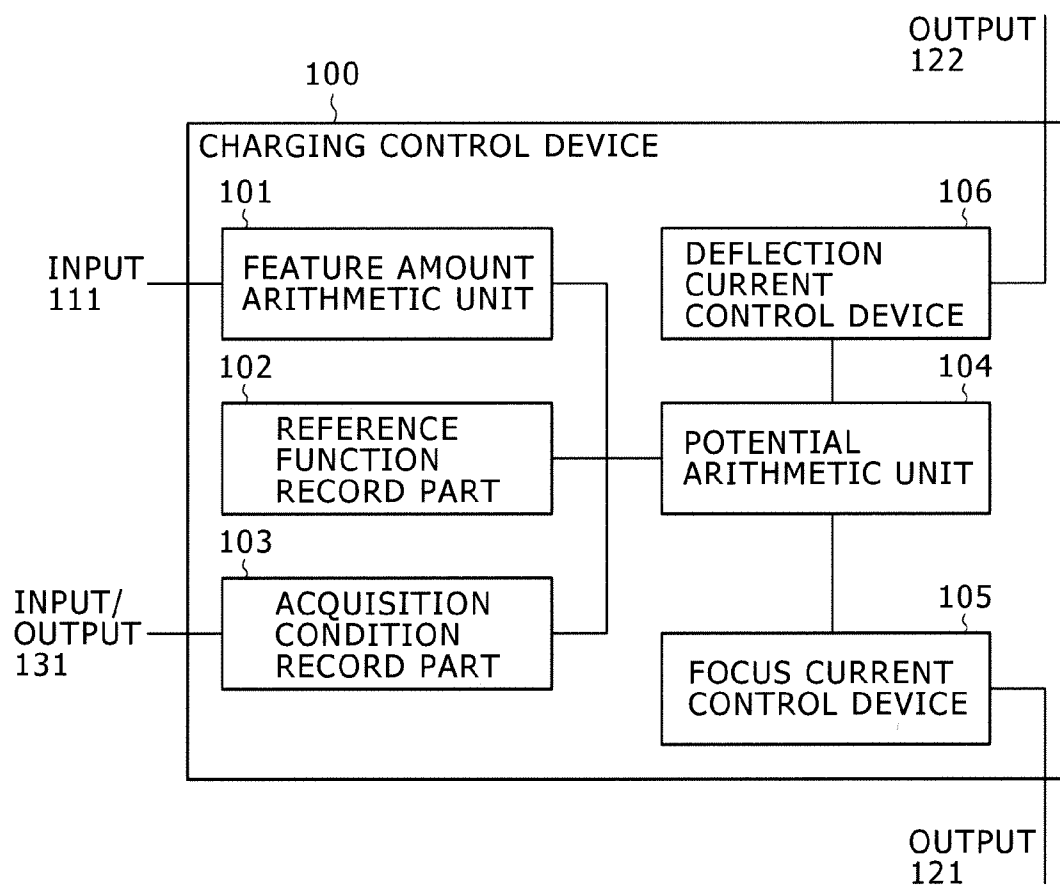 OUTPUT
122
100
CHARGING CONTROL DEVICE
101
FEATURE AMOUNT
ARITHMETIC UNIT
INPUT
111
106
DEFLECTION
CURRENT
CONTROL DEVICE
102
REFERENCE
FUNCTION
RECORD PART
104
POTENTIAL
ARITHMETIC UNIT
103
ACQUISITION
CONDITION
RECORD PART
INPUT/
OUTPUT
131
105
FOCUS CURRENT
CONTROL DEVICE
OUTPUT
121